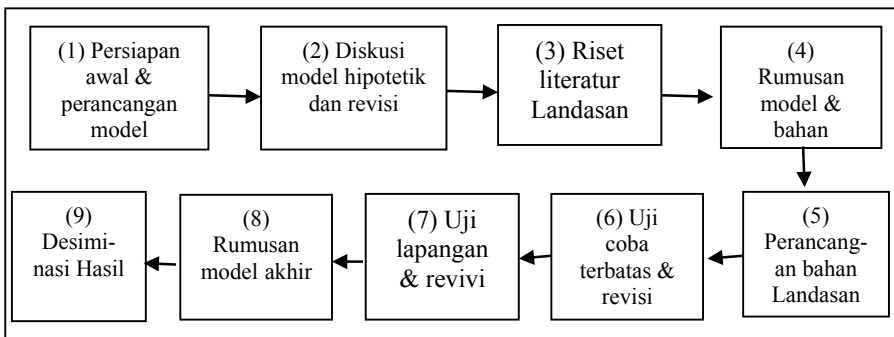 (1) Persiapan
awal &
perancangan
model
(2) Diskusi
model hipotetik
dan revisi
(3) Riset
literatur
Landasan
(4)
Rumusan
model &
bahan
(5)
Perancang-
an bahan
Landasan
(6) Uji
coba
terbatas &
revisi
(7) Uji
lapangan
& revivi
(8)
Rumusan
model akhir
(9)
Desimi-
nasi Hasil